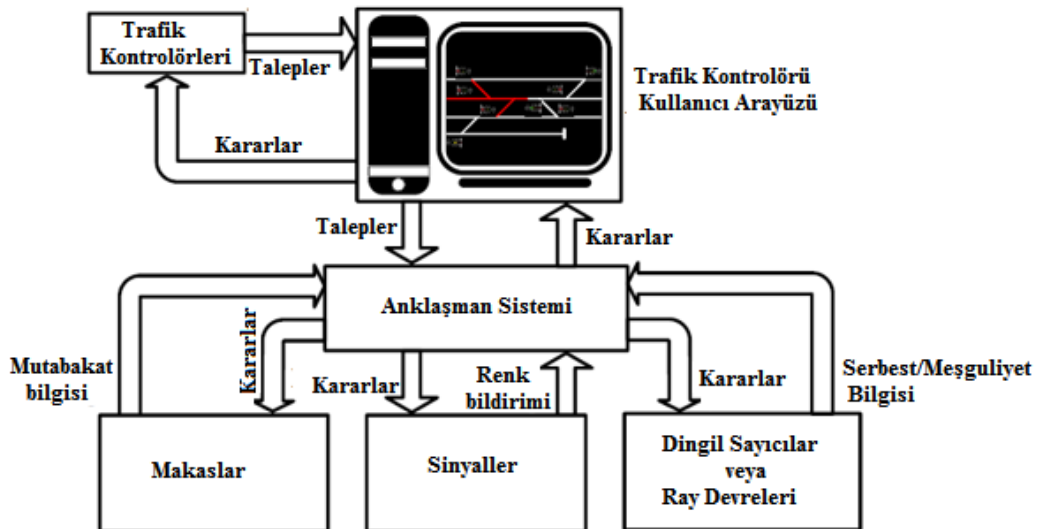 Trafik
Kontrolörleri
Talepler
Kararlar
Trafik Kontrolörü
Kullanıcı Arayüzü
Talepler
Kararlar
Anklaşman Sistemi
Mutabakat
bilgisi
Kararlar
Kararlar
Renk
bildirimi
Kararlar
Serbest/Meşguliyet
Bilgisi
Makaslar
Sinyaller
Dingil Sayıcılar
veya
Ray Devreleri